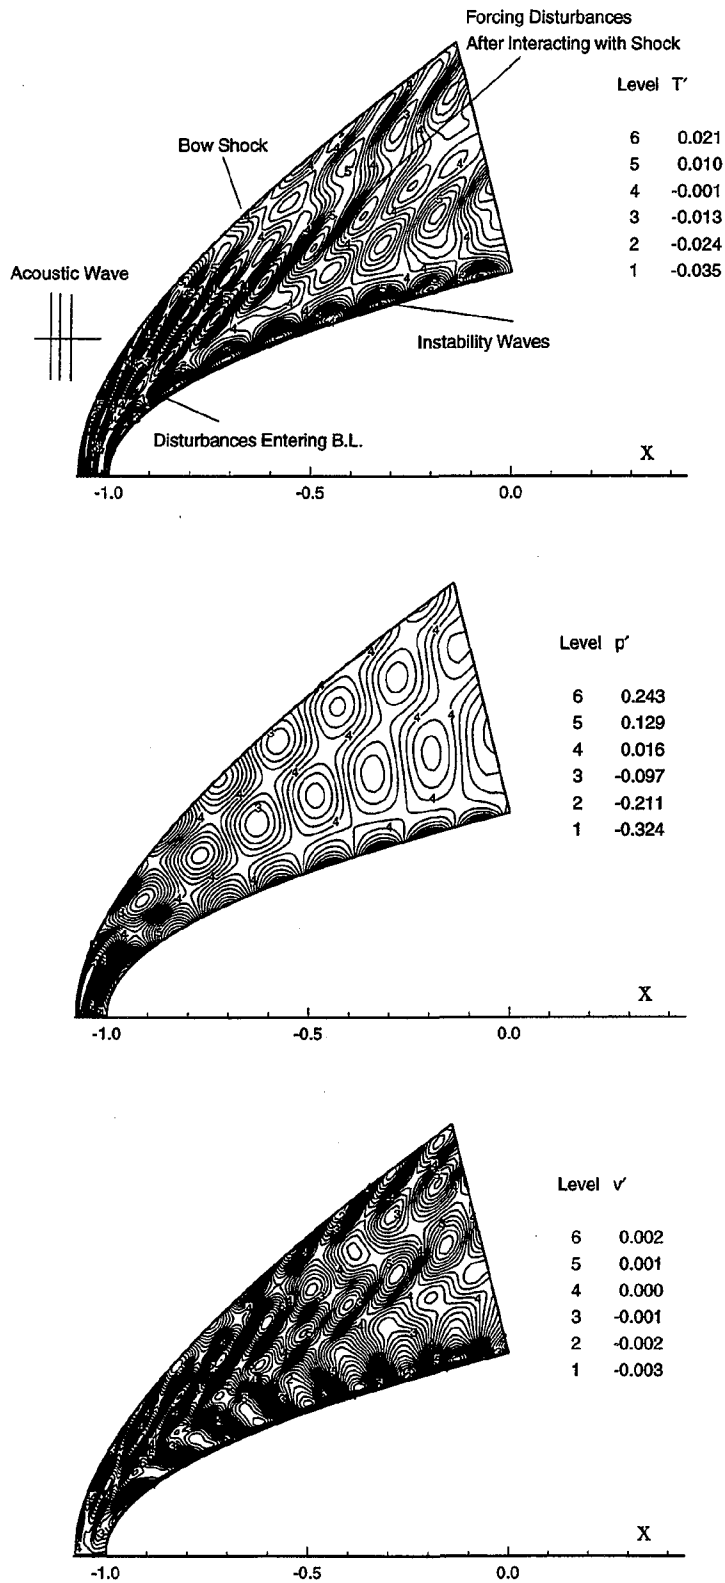 Forcing Disturbances
After Interacting with Shock
Level T′
Bow Shock
6 0.021
5 0.010
4 -0.001
3 -0.013
2 -0.024
1 -0.035
Acoustic Wave
Instability Waves
Disturbances Entering B.L.
X
-1.0 -0.5 0.0
Level p′
6 0.243
5 0.129
4 0.016
3 -0.097
2 -0.211
1 -0.324
X
-1.0 -0.5 0.0
Level v′
6 0.002
5 0.001
4 0.000
3 -0.001
2 -0.002
1 -0.003
X
-1.0 -0.5 0.0